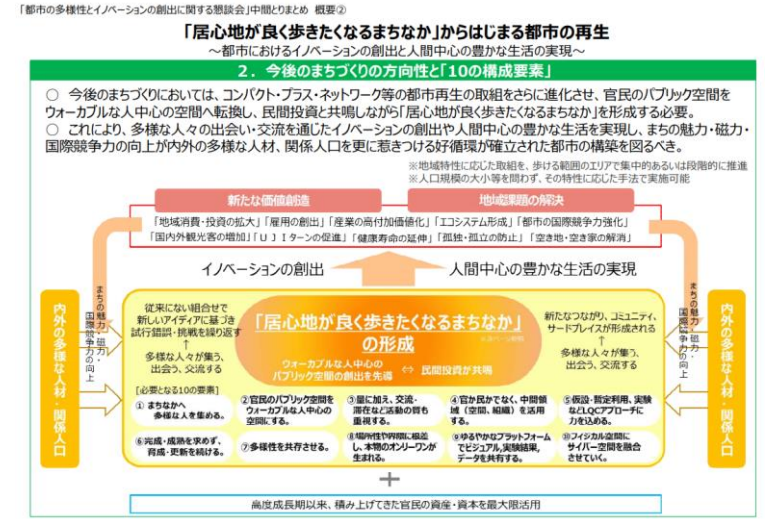 「都市の多様性とイノベーションの創出に関する懇談会」中間とりまとめ 概要②
「居心地が良く歩きたくなるまちなか」からはじまる都市の再生
～都市におけるイノベーションの創出と人間中心の豊かな生活の実現～
2．今後のまちづくりの方向性と「10の構成要素」
○ 今後のまちづくりにおいては、コンパクト・プラス・ネットワーク等の都市再生の取組をさらに進化させ、官民のパブリック空間を
ウォーカブルな人中心の空間へ転換し、民間投資と共鳴しながら「居心地が良く歩きたくなるまちなか」を形成する必要。
○ これにより、多様な人々の出会い・交流を通じたイノベーションの創出や人間中心の豊かな生活を実現し、まちの魅力・磁力・
国際競争力の向上が内外の多様な人材、関係人口を更に惹きつける好循環が確立された都市の構築を図るべき。
※地域特性に応じた取組を、歩ける範囲のエリアで集中的あるいは段階的に推進
※人口規模の大小等を問わず、その特性に応じた手法で実施可能
新たな価値創造
地域課題の解決
「地域消費・投資の拡大」「雇用の創出」「産業の高付加価値化」「エコシステム形成」「都市の国際競争力強化」
「国内外観光客の増加」「ＵＪＩターンの促進」「健康寿命の延伸」「孤独・孤立の防止」「空き地・空き家の解消」
イノベーションの創出
人間中心の豊かな生活の実現
まちの魅力・磁力・
国際競争力の向上
内外の多様な人材・関係人口
従来にない組合せで
新しいアイディアに基づき
試行錯誤・挑戦を繰り返す
↑
多様な人々が集う、
出会う、交流する
「居心地が良く歩きたくなるまちなか」
の形成
ウォーカブルな人中心の
パブリック空間の創出を先導
⇔ 民間投資が共鳴
新たなつながり、コミュニティ、
サードプレイスが形成される
↑
多様な人々が集う、
出会う、交流する
まちの魅力・磁力・
国際競争力の向上
内外の多様な人材・関係人口
[必要となる10の要素]
① まちなかへ
多様な人を集める。
②官民のパブリック空間を
ウォーカブルな人中心の
空間にする。
③量に加え、交流・
滞在など活動の質も
重視する。
④官か民かでなく、中間
領域（空間、組織）を活用
する。
⑤仮設・暫定利用、実験
などLQCアプローチに
力を込める。
⑥完成・成熟を求めず、
育成・更新を続ける。
⑦多様性を共存させる。
⑧場所性や界隈に根差
し、本物のオンリーワンが
生まれる。
⑨ゆるやかなプラットフォーム
でビジュアル,実験結果,
データを共有する。
⑩フィジカル空間に
サイバー空間を融合
させていく。
＋
高度成長期以来、積み上げてきた官民の資産・資本を最大限活用